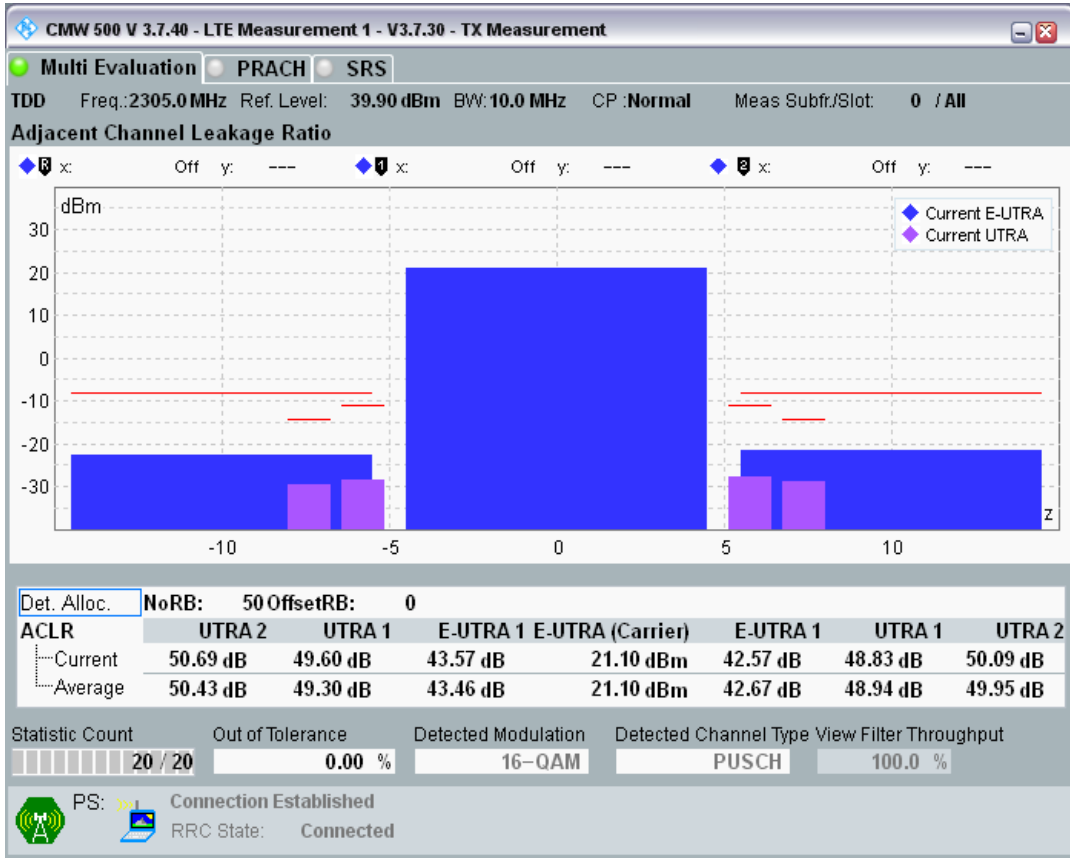 CMW 500 V 3.7.40 - LTE Measurement 1 - V3.7.30 - TX Measurement
Multi Evaluation PRACH SRS
TDD Freq.:2305.0 MHz Ref. Level: 39.90 dBm BW: 10.0 MHz CP :Normal Meas Subfr./Slot: 0 / All
Adjacent Channel Leakage Ratio
R x: Off y: --- 1 x: Off y: --- 2 x: Off y: ---
dBm
Current E-UTRA
Current UTRA
30
20
10
0
-10
-20
-30
z
-10 -5 0 5 10
Det. Alloc. NoRB: 50 OffsetRB: 0
ACLR UTRA 2 UTRA 1 E-UTRA 1 E-UTRA (Carrier) E-UTRA 1 UTRA 1 UTRA 2
Current 50.69 dB 49.60 dB 43.57 dB 21.10 dBm 42.57 dB 48.83 dB 50.09 dB
Average 50.43 dB 49.30 dB 43.46 dB 21.10 dBm 42.67 dB 48.94 dB 49.95 dB
Statistic Count Out of Tolerance Detected Modulation Detected Channel Type View Filter Throughput
20 / 20 0.00 % 16-QAM PUSCH 100.0 %
PS: Connection Established
RRC State: Connected